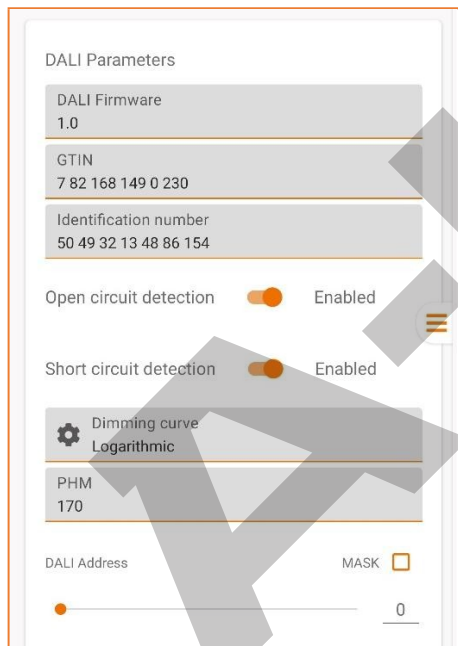 DALI Parameters
DALI Firmware
1.0
GTIN
7 82 168 149 0 230
Identification number
50 49 32 13 48 86 154
Open circuit detection Enabled
Short circuit detection Enabled
Dimming curve
Logarithmic
PHM
170
DALI Address MASK
0